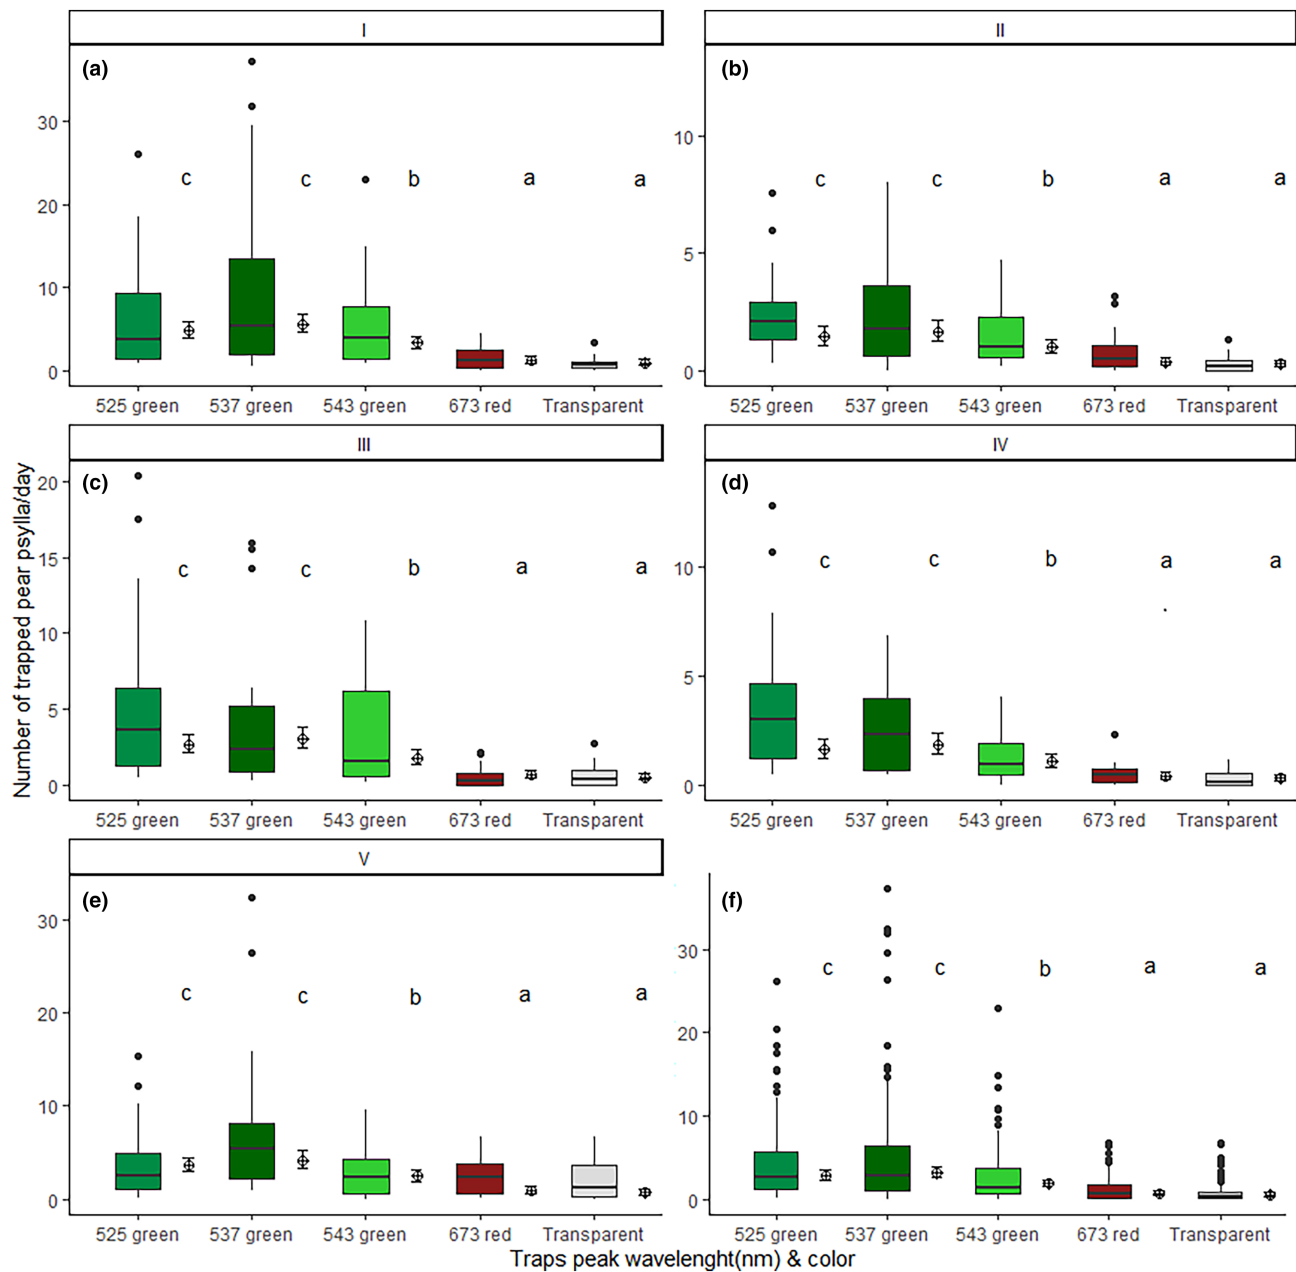 I
II
(a)
(b)
30
20
10
0
c c b a a
10
5
0
c c b a a
525 green 537 green 543 green 673 red Transparent
525 green 537 green 543 green 673 red Transparent
III
IV
(c)
(d)
20
15
10
5
0
c c b a a
10
5
0
c c b a a
525 green 537 green 543 green 673 red Transparent
525 green 537 green 543 green 673 red Transparent
V
(e)
(f)
30
20
10
0
c c b a a
30
20
10
0
c c b a a
525 green 537 green 543 green 673 red Transparent
525 green 537 green 543 green 673 red Transparent
Number of trapped pear psylla/day
Traps peak wavelenght(nm) & color